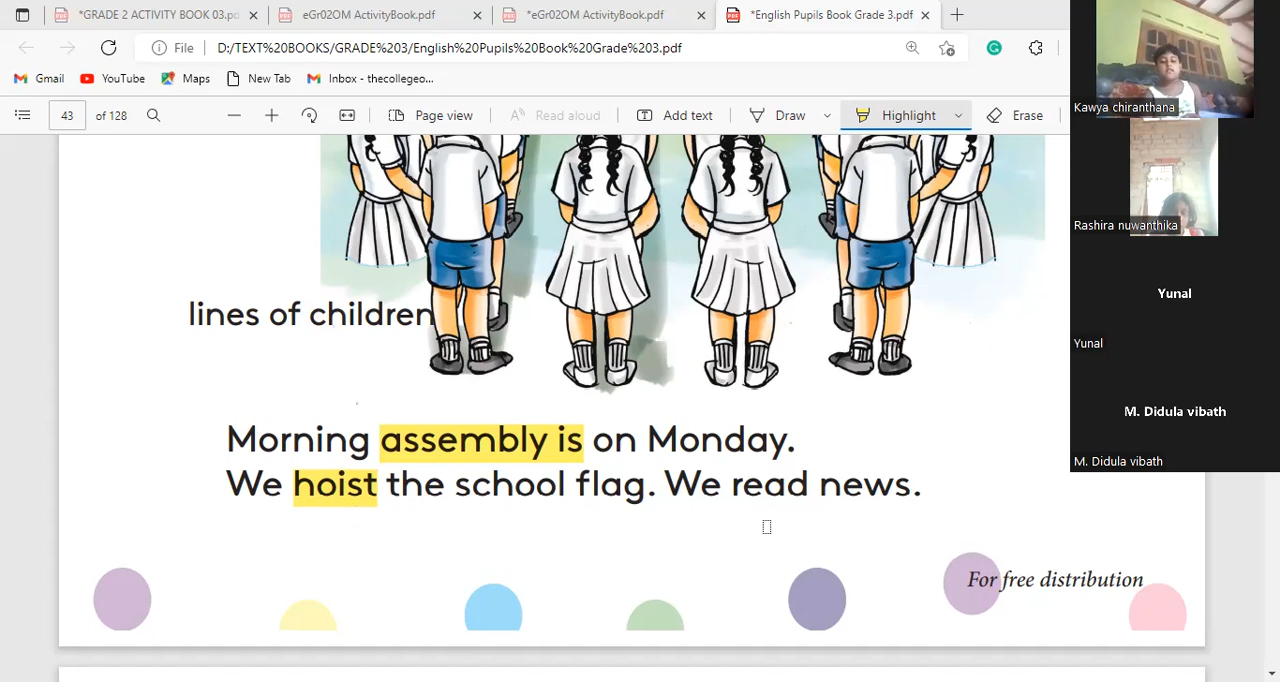 *GRADE 2 ACTIVITY BOOK 03.pd
eGr02OM ActivityBook.pdf
*eGr02OM ActivityBook.pdf
*English Pupils Book Grade 3.pdf
File
D:/TEXT%20BOOKS/GRADE%203/English%20Pupils%20Book%20Grade%203.pdf
Gmail
YouTube
Maps
New Tab
Inbox - thecollegeo...
43
of 128
Page view
Read aloud
Add text
Draw
Highlight
Erase
Kawya chiranthana
Rashira nuwanthika
Yunal
Yunal
M. Didula vibath
M. Didula vibath
lines of children
Morning assembly is on Monday.
We hoist the school flag. We read news.
For free distribution